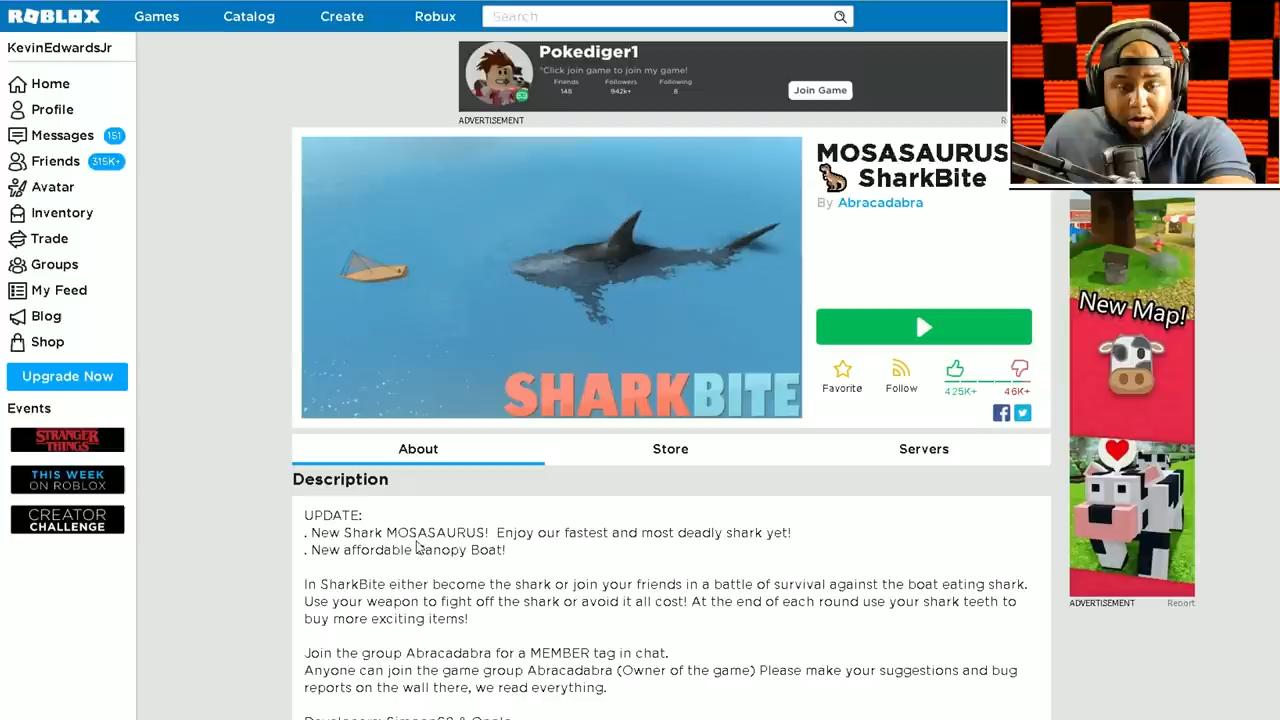 ROBLOX
Games
Catalog
Create
Robux
Search
KevinEdwardsJr
Home
Profile
Messages 151
Friends 315K+
Avatar
Inventory
Trade
Groups
My Feed
Blog
Shop
Upgrade Now
Events
STRANGER
THINGS
THIS WEEK
ON ROBLOX
CREATOR
CHALLENGE
Pokediger1
"Click join game to join my game!
Friends Followers Following
148 942k+ 8
Join Game
ADVERTISEMENT
R
SHARKBITE
MOSASAURUS
SharkBite
By Abracadabra
Favorite
Follow
425K+
46K+
New Map!
ADVERTISEMENT
Report
About
Store
Servers
Description
UPDATE:
. New Shark MOSASAURUS! Enjoy our fastest and most deadly shark yet!
. New affordable Canopy Boat!
In SharkBite either become the shark or join your friends in a battle of survival against the boat eating shark.
Use your weapon to fight off the shark or avoid it all cost! At the end of each round use your shark teeth to
buy more exciting items!
Join the group Abracadabra for a MEMBER tag in chat.
Anyone can join the game group Abracadabra (Owner of the game) Please make your suggestions and bug
reports on the wall there, we read everything.